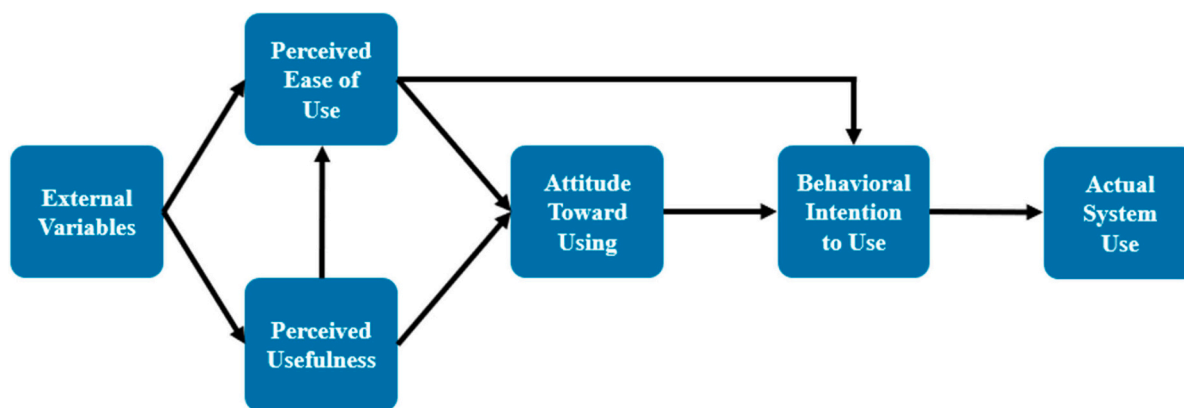 Perceived
Ease of
Use
External
Variables
Perceived
Usefulness
Attitude
Toward
Using
Behavioral
Intention
to Use
Actual
System
Use